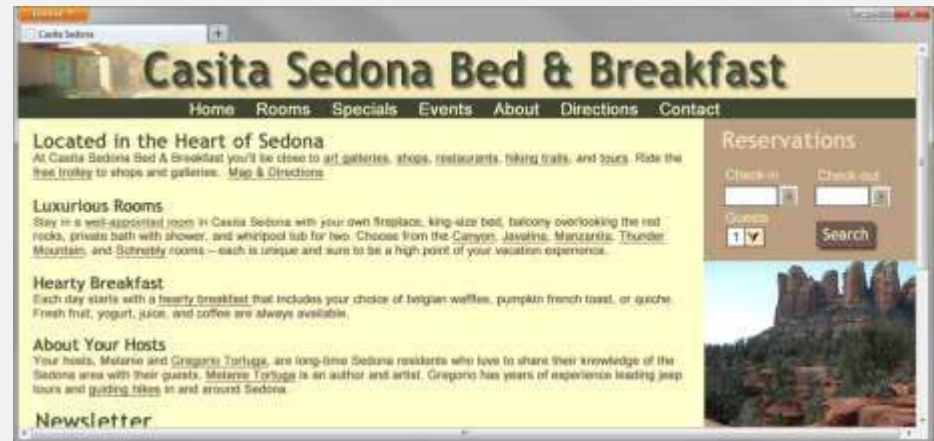 Casita Sedona
Casita Sedona Bed & Breakfast
Home Rooms Specials Events About Directions Contact
Located in the Heart of Sedona
At Casita Sedona Bed & Breakfast you'll be close to art galleries, shops, restaurants, hiking trails, and tours. Ride the
free trolley to shops and galleries. Map & Directions
Luxurious Rooms
Stay in a well-appointed room in Casita Sedona with your own fireplace, king-size bed, balcony overlooking the red
rocks, private bath with shower, and whirlpool tub for two. Choose from the Canyon, Javalina, Manzanita, Thunder
Mountain, and Schnebly rooms – each is unique and sure to be a high point of your vacation experience.
Hearty Breakfast
Each day starts with a hearty breakfast that includes your choice of belgian waffles, pumpkin french toast, or quiche.
Fresh fruit, yogurt, juice, and coffee are always available.
About Your Hosts
Your hosts, Melanie and Gregorio Tortuga, are long-time Sedona residents who love to share their knowledge of the
Sedona area with their guests. Melanie Tortuga is an author and artist. Gregorio has years of experience leading jeep
tours and guiding hikes in and around Sedona.
Newsletter
Reservations
Check-in Check-out
Guests
1 Search